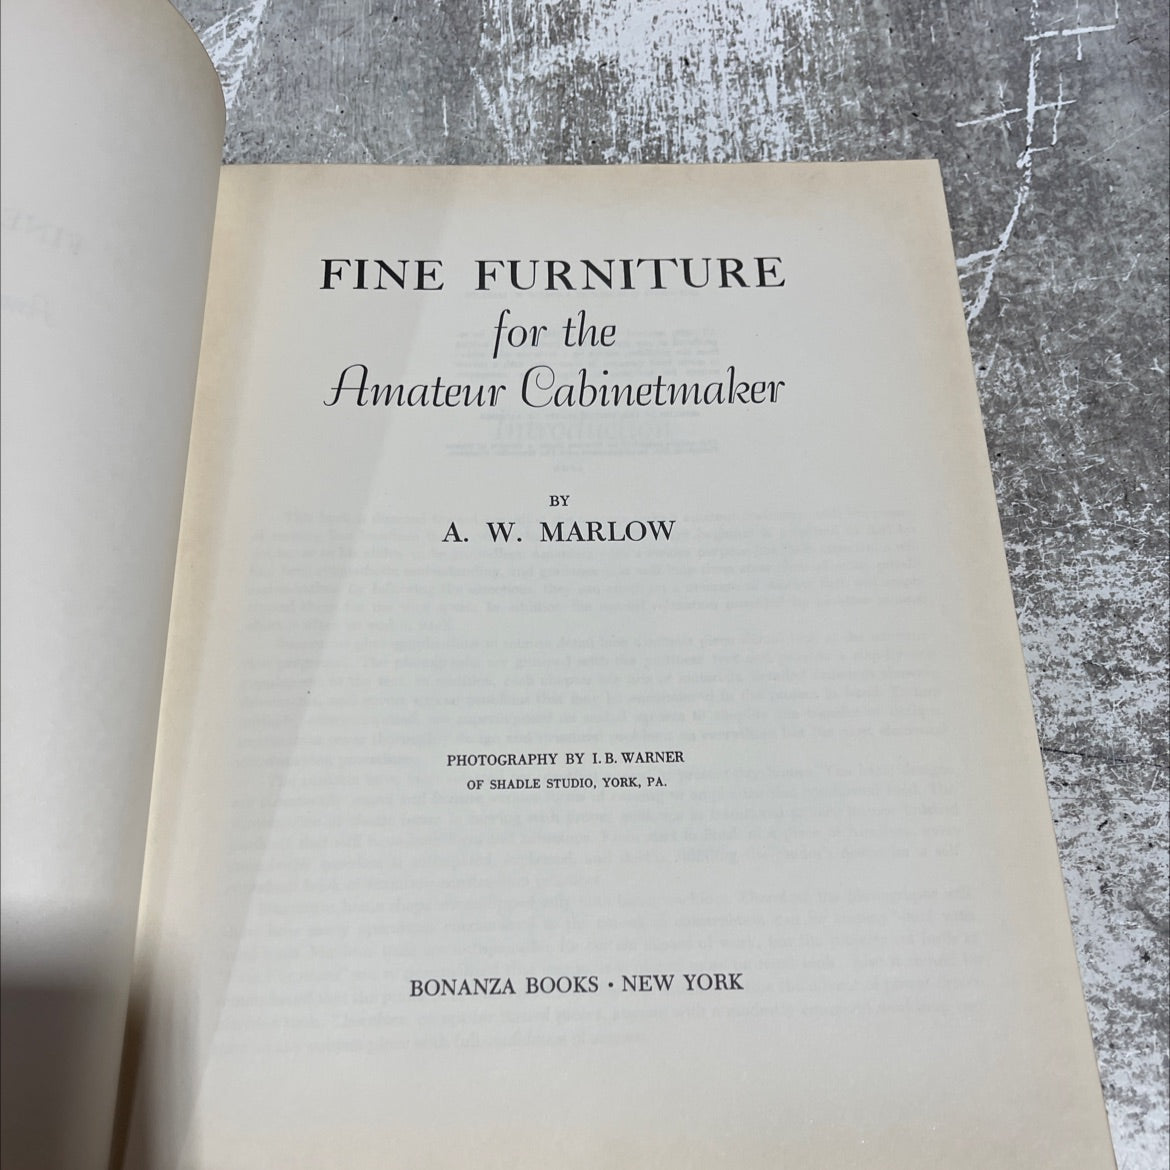 FINE FURNITURE
for the
Amateur Cabinetmaker
BY
A. W. MARLOW
PHOTOGRAPHY BY I. B. WARNER
OF SHADLE STUDIO, YORK, PA.
BONANZA BOOKS • NEW YORK